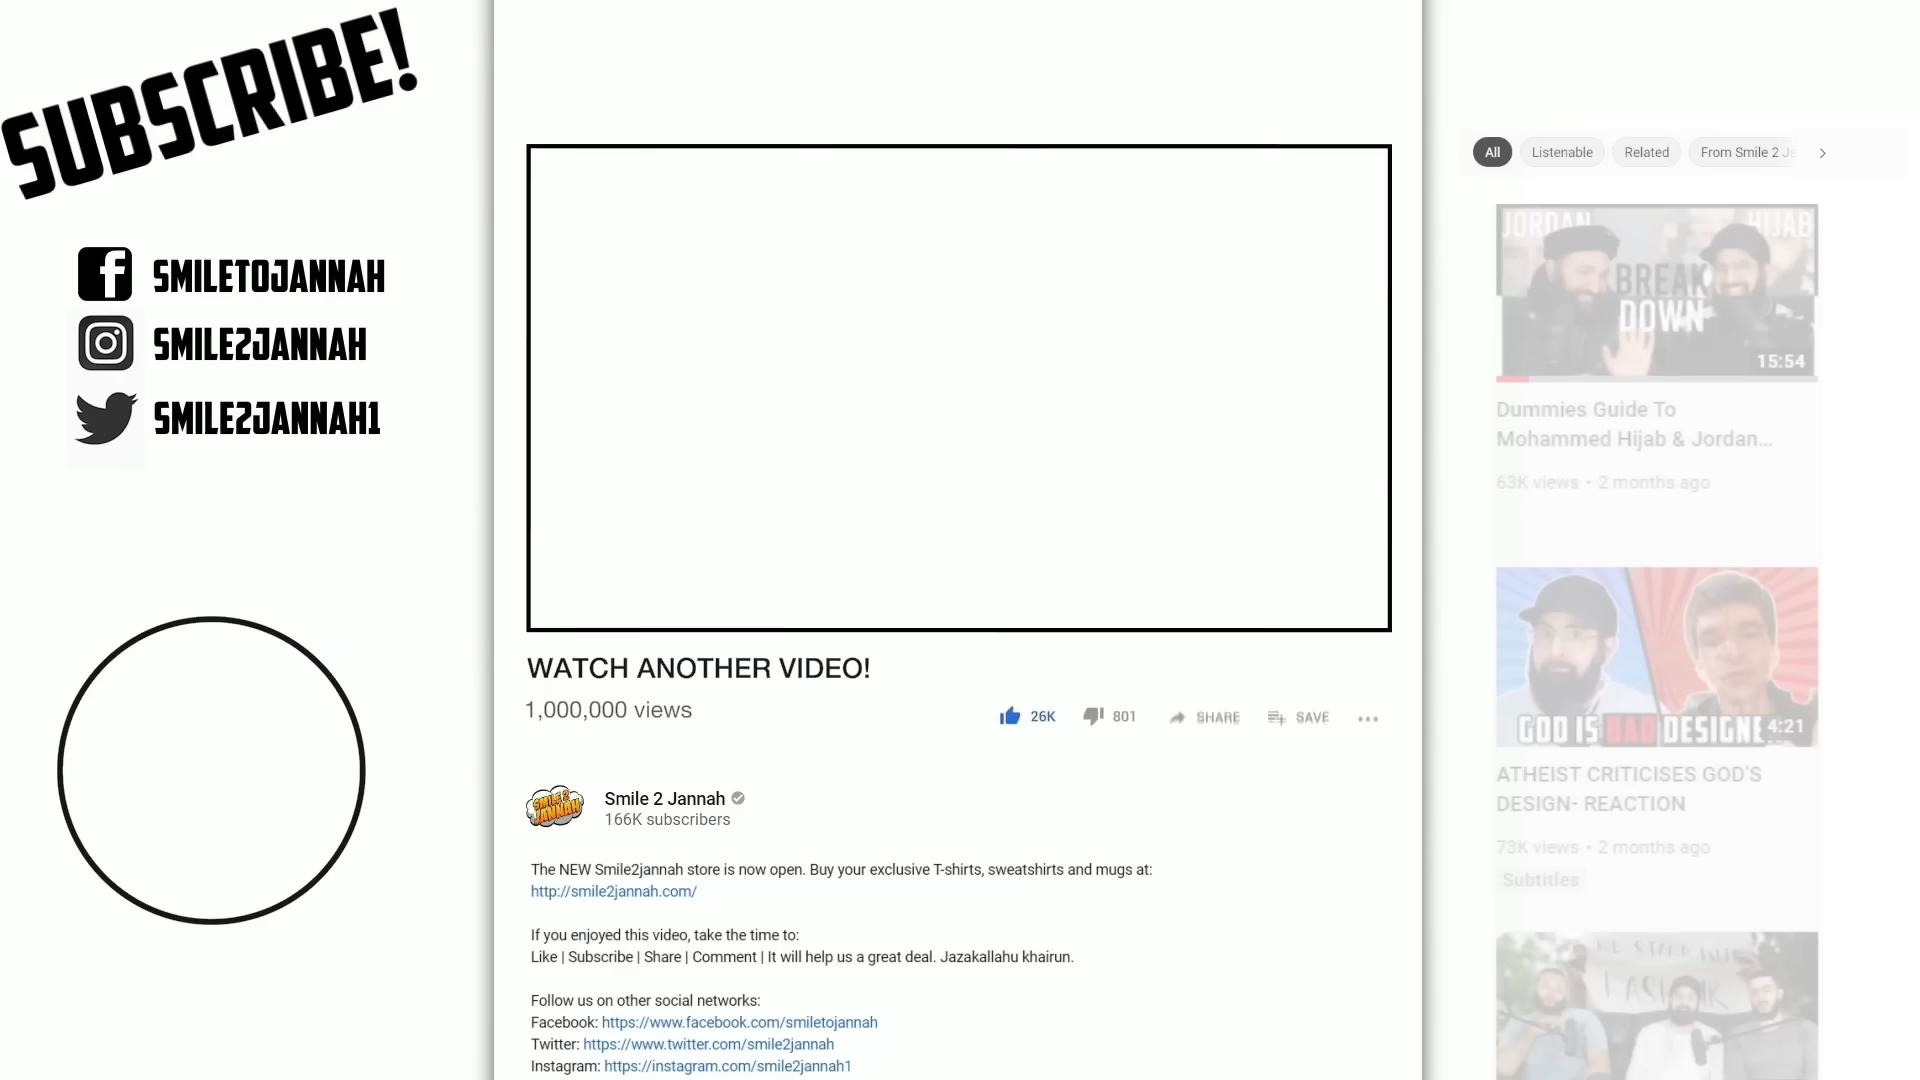 SUBSCRIBE!
SMILETOJANNAH
SMILE2JANNAH
SMILE2JANNAH1
WATCH ANOTHER VIDEO!
1,000,000 views
26K
801
SHARE
SAVE
SMILE 2
JANNAH
Smile 2 Jannah
166K subscribers
The NEW Smile2jannah store is now open. Buy your exclusive T-shirts, sweatshirts and mugs at:
http://smile2jannah.com/
If you enjoyed this video, take the time to:
Like | Subscribe | Share | Comment | It will help us a great deal. Jazakallahu khairun.
Follow us on other social networks:
Facebook: https://www.facebook.com/smiletojannah
Twitter: https://www.twitter.com/smile2jannah
Instagram: https://instagram.com/smile2jannah1
All
Listenable
Related
From Smile 2 Ja
JORDAN
HIJAB
BREAK
DOWN
15:54
Dummies Guide To
Mohammed Hijab & Jordan...
63K views • 2 months ago
GOD IS BAD DESIGNE
4:21
ATHEIST CRITICISES GOD'S
DESIGN- REACTION
73K views • 2 months ago
Subtitles